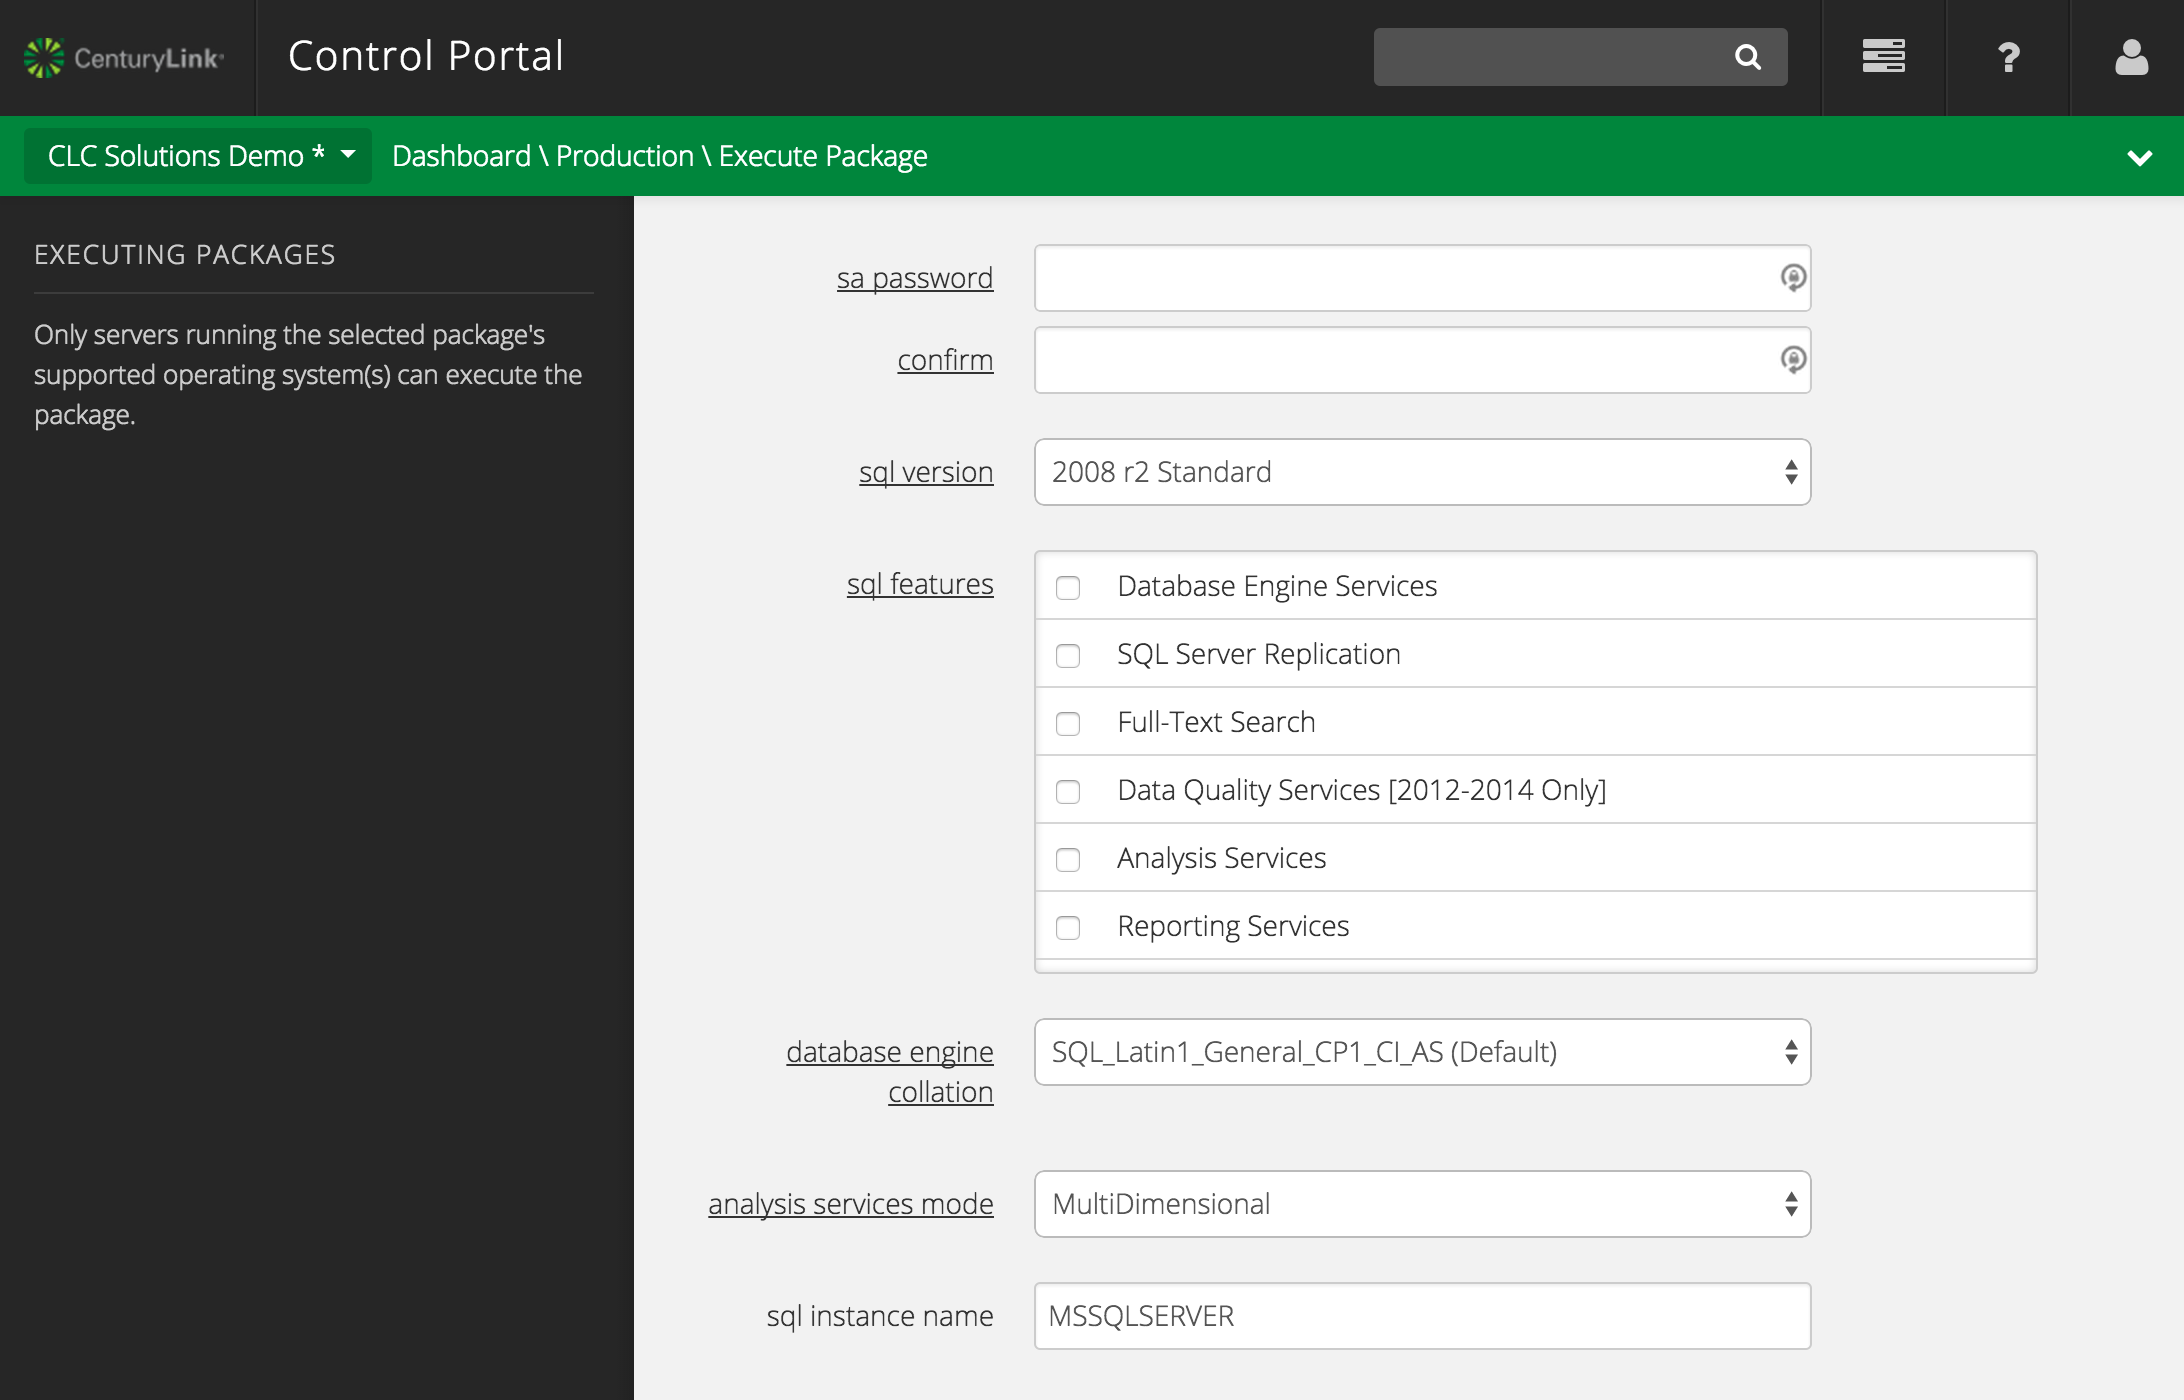 CenturyLink
Control Portal
CLC Solutions Demo *
Dashboard \ Production \ Execute Package
EXECUTING PACKAGES
Only servers running the selected package's
supported operating system(s) can execute the
package.
sa password
confirm
sql version
2008 r2 Standard
sql features
Database Engine Services
SQL Server Replication
Full-Text Search
Data Quality Services [2012-2014 Only]
Analysis Services
Reporting Services
database engine
collation
SQL_Latin1_General_CP1_CI_AS (Default)
analysis services mode
MultiDimensional
sql instance name
MSSQLSERVER